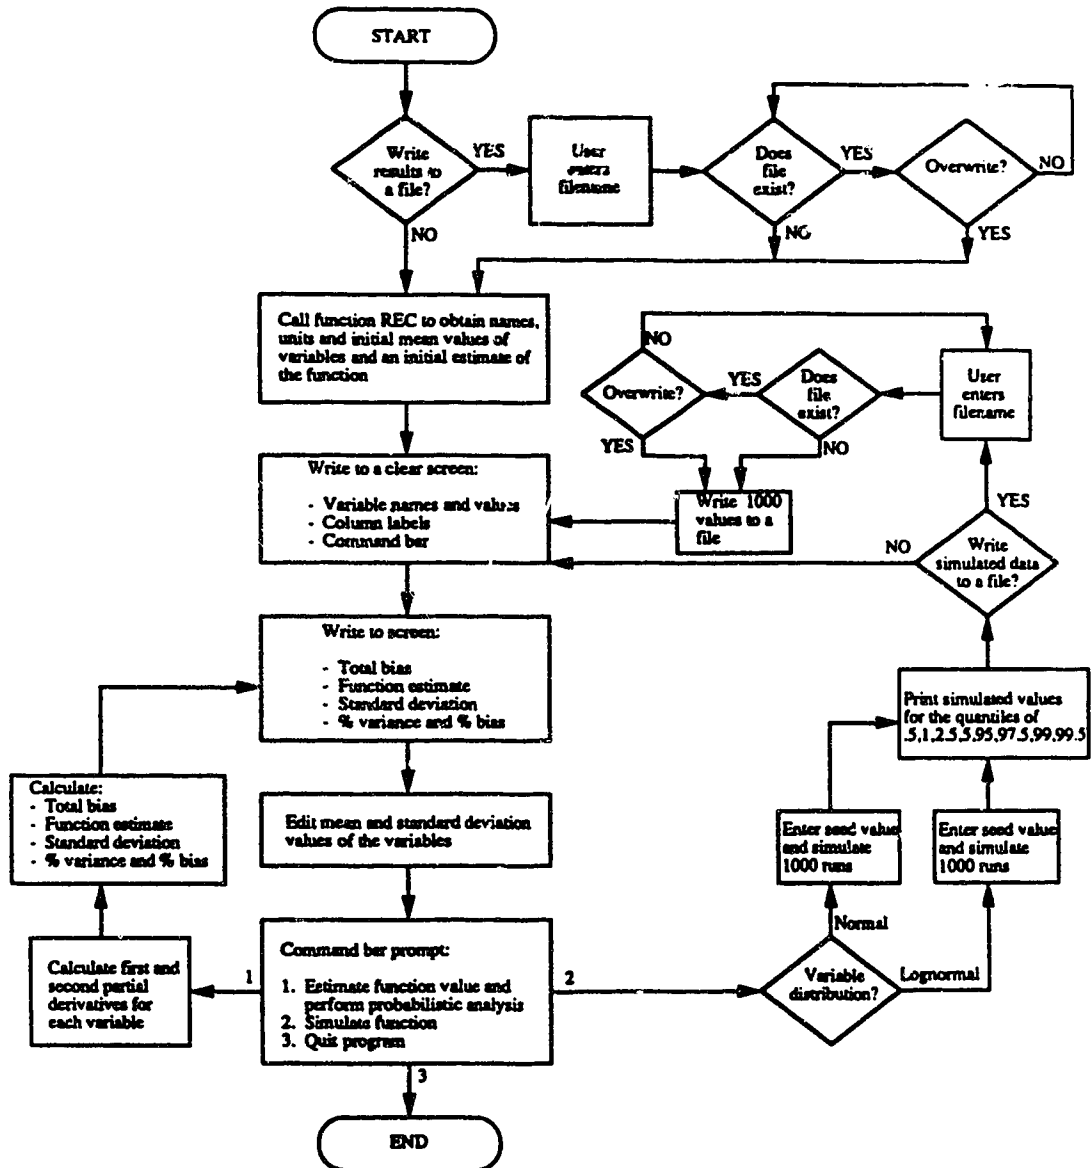 START
Write
results to
a file?
YES
NO
User
enters
filename
Does
file
exist?
YES
NO
Overwrite?
NO
YES
Call function REC to obtain names,
units and initial mean values of
variables and an initial estimate of
the function
NO
Overwrite?
YES
YES
Does
file
exist?
NO
User
enters
filename
Write to a clear screen:
- Variable names and values
- Column labels
- Command bar
Write 1000
values to a
file
YES
NO
Write
simulated data
to a file?
Write to screen:
- Total bias
- Function estimate
- Standard deviation
- % variance and % bias
Print simulated values
for the quantiles of
.5,1,2.5,5,95,97.5,99,99.5
Calculate:
- Total bias
- Function estimate
- Standard deviation
- % variance and % bias
Edit mean and standard deviation
values of the variables
Enter seed value
and simulate
1000 runs
Enter seed value
and simulate
1000 runs
Normal
Calculate first and
second partial
derivatives for
each variable
1
Command bar prompt:
1. Estimate function value and
perform probabilistic analysis
2. Simulate function
3. Quit program
2
Variable
distribution?
Lognormal
3
END